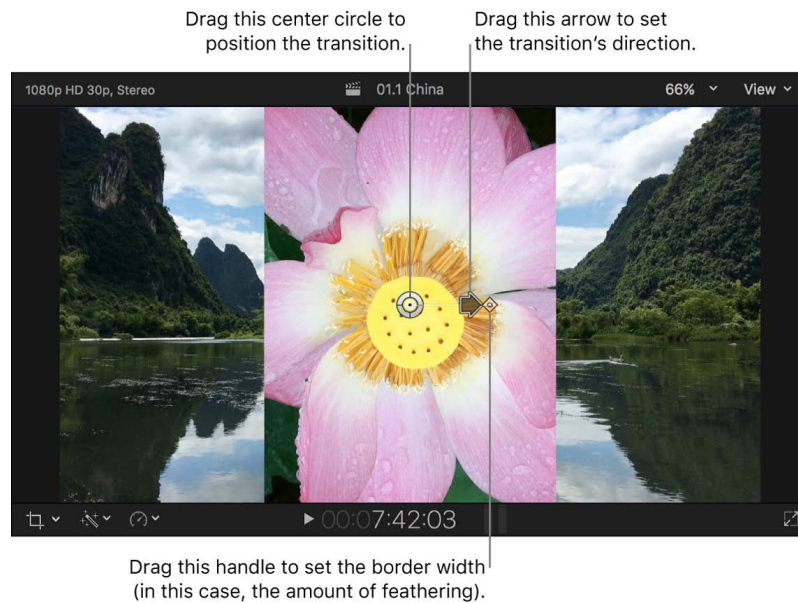 Drag this center circle to
position the transition.
Drag this arrow to set
the transition's direction.
1080p HD 30p, Stereo
01.1 China
66%
View
00:07:42:03
Drag this handle to set the border width
(in this case, the amount of feathering).